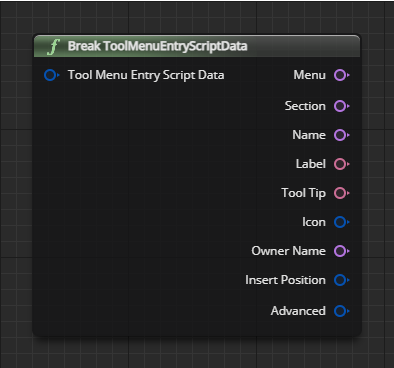 Break ToolMenuEntryScriptData
Tool Menu Entry Script Data
Menu
Section
Name
Label
Tool Tip
Icon
Owner Name
Insert Position
Advanced